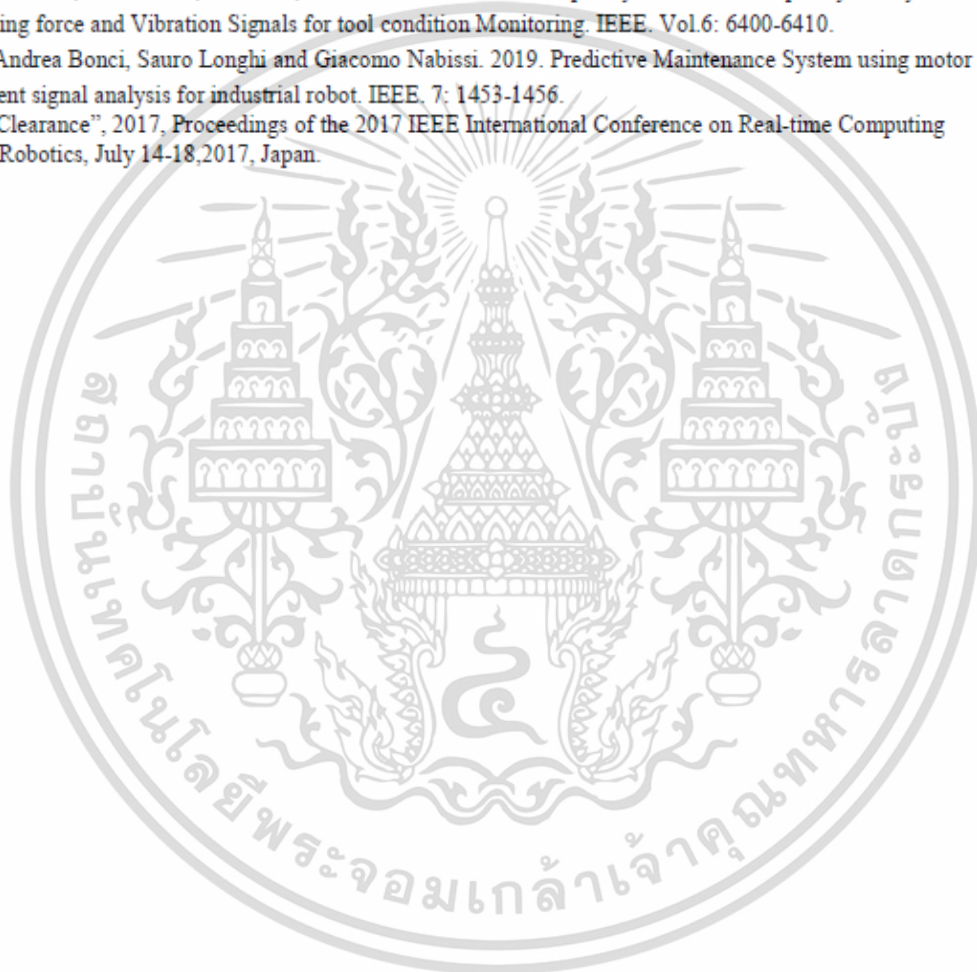 ing force and Vibration Signals for tool condition Monitoring. IEEE. Vol.6: 6400-6410.
Andrea Bonci, Sauro Longhi and Giacomo Nabissi. 2019. Predictive Maintenance System using motor
ent signal analysis for industrial robot. IEEE. 7: 1453-1456.
Clearance”, 2017, Proceedings of the 2017 IEEE International Conference on Real-time Computing
Robotics, July 14-18,2017, Japan.
๔
สถาบันเทคโนโลยีพระจอมเกล้าเจ้าคุณทหารลาดกระบัง